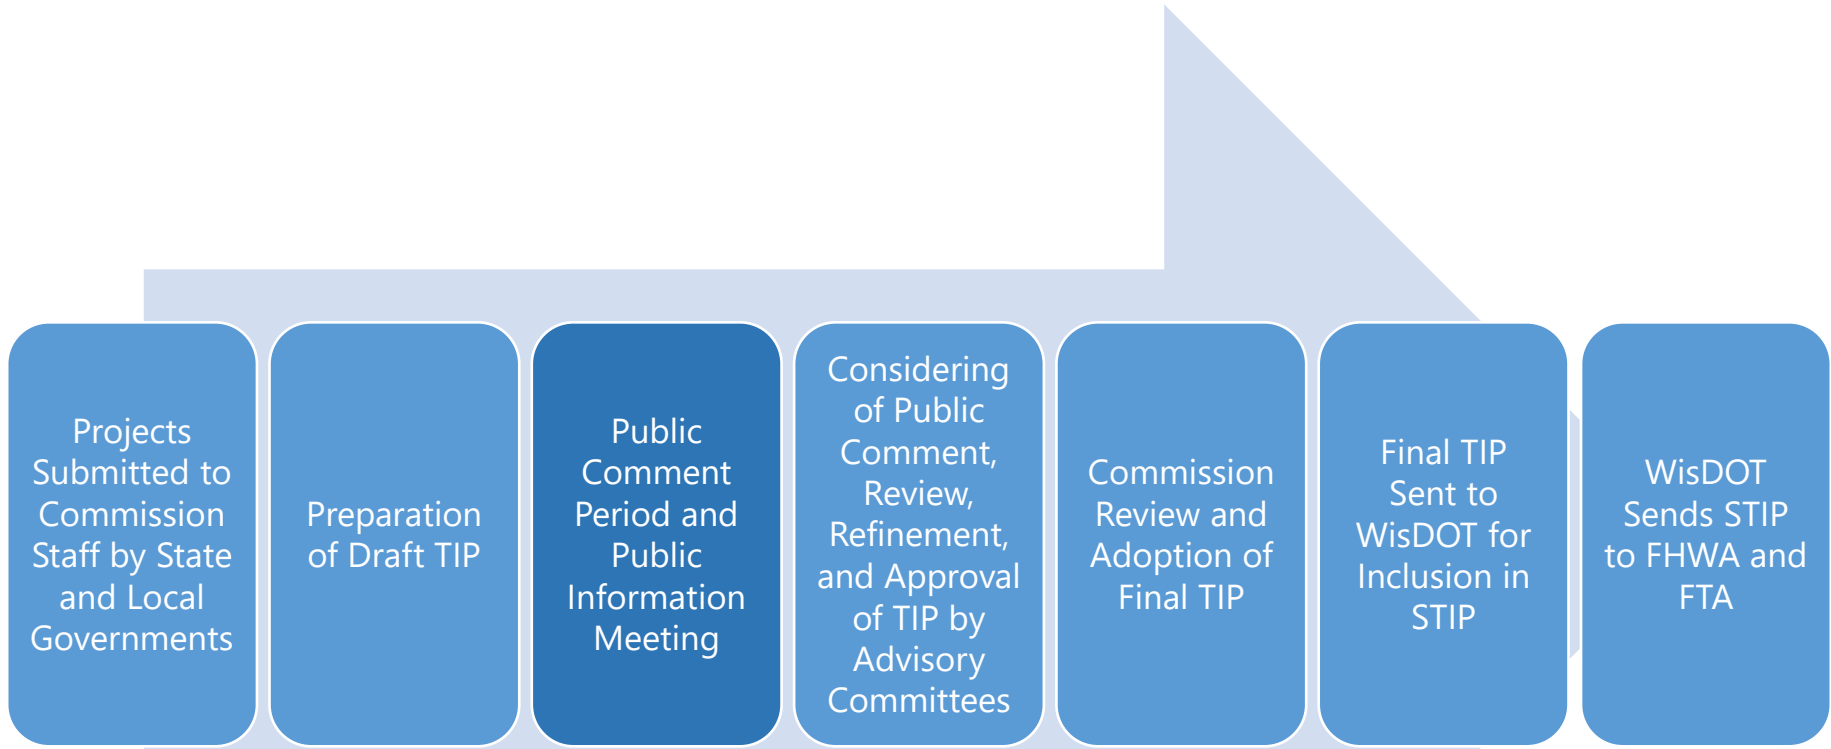 Projects
Submitted to
Commission
Staff by State
and Local
Governments
Preparation
of Draft TIP
Public
Comment
Period and
Public
Information
Meeting
Considering
of Public
Comment,
Review,
Refinement,
and Approval
of TIP by
Advisory
Committees
Commission
Review and
Adoption of
Final TIP
Final TIP
Sent to
WisDOT for
Inclusion in
STIP
WisDOT
Sends STIP
to FHWA and
FTA